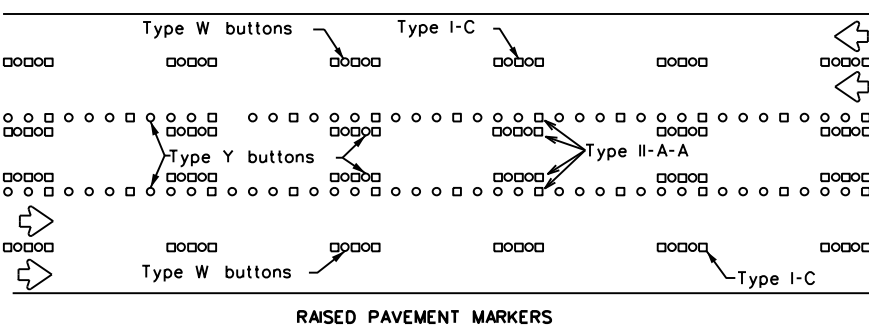 Type W buttons
Type I-C
Type Y buttons
Type II-A-A
Type W buttons
Type I-C
RAISED PAVEMENT MARKERS